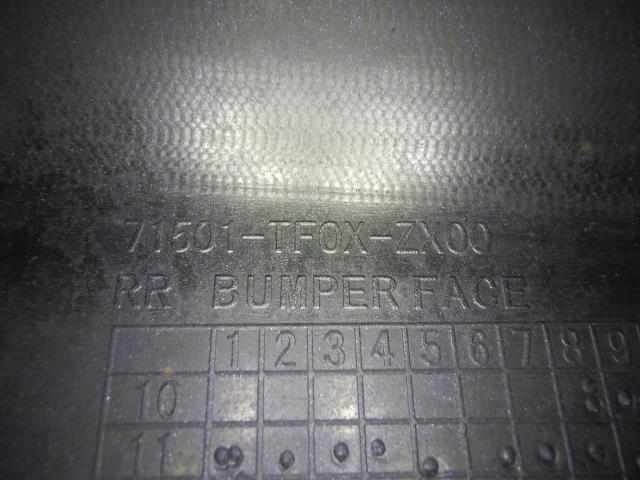 71501-TF0X-ZX00
RR BUMPER FACE
1 2 3 4 5 6 7 8 9
10
11